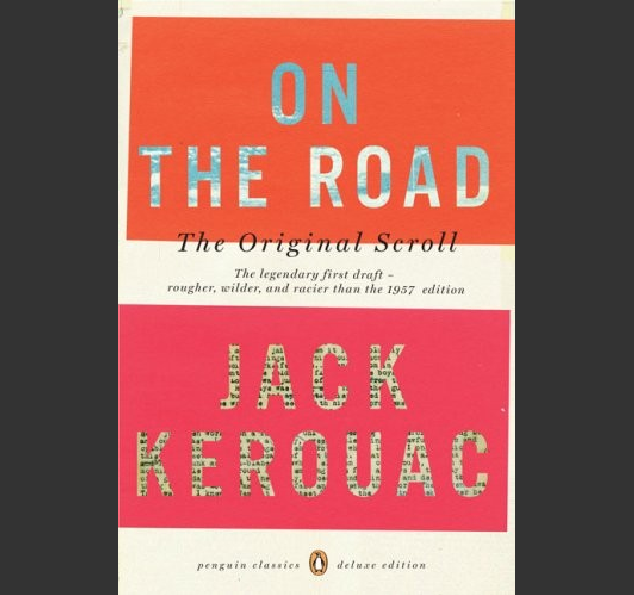 ON
THE ROAD
The Original Scroll
The legendary first draft –
rougher, wilder, and racier than the 1957 edition
JACK
KEROUAC
penguin classics deluxe edition